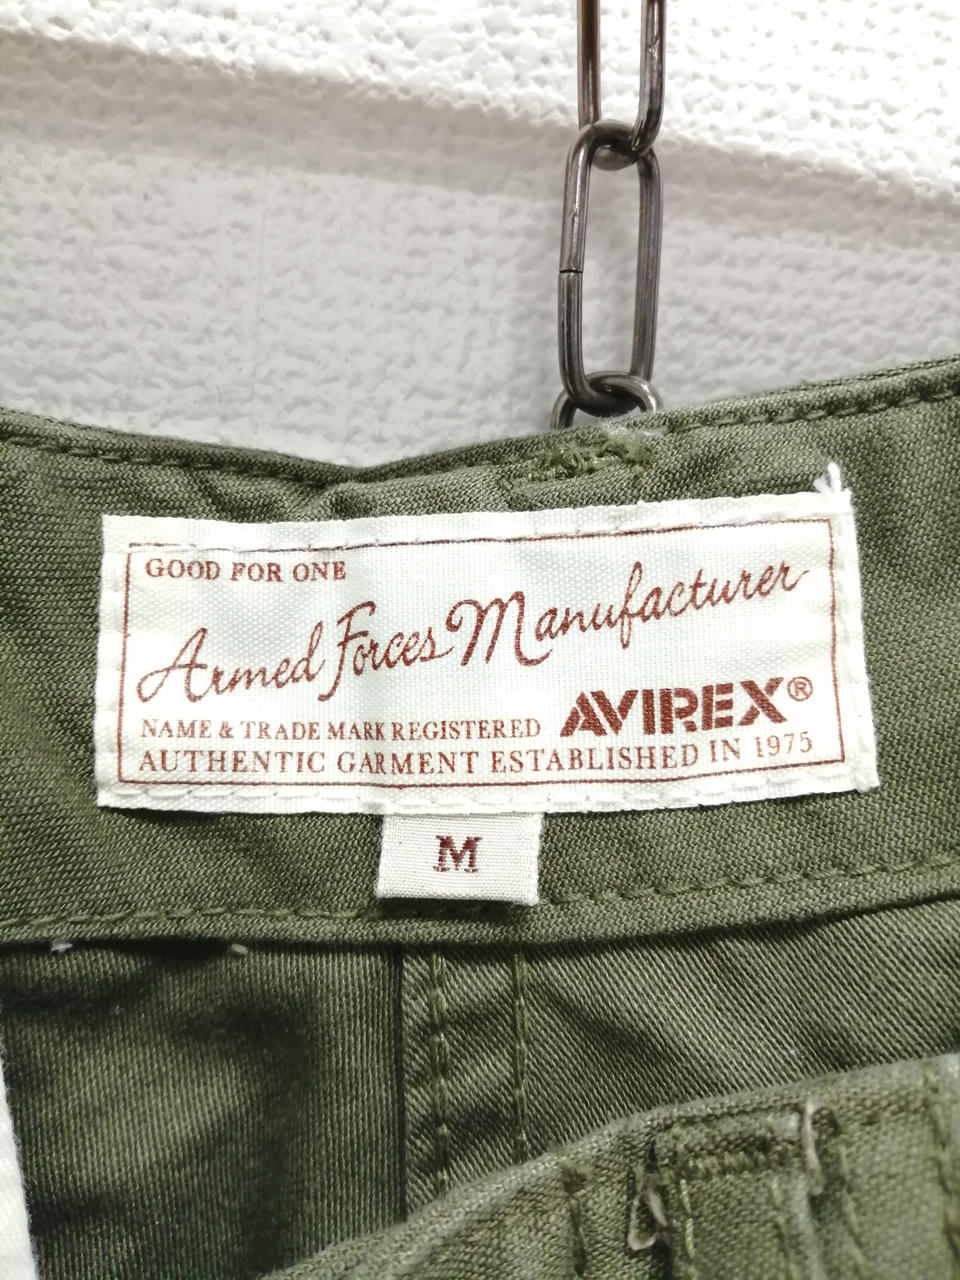 GOOD FOR ONE
Armed Forces Manufacturer
NAME & TRADE MARK REGISTERED AVIREX®
AUTHENTIC GARMENT ESTABLISHED IN 1975
M